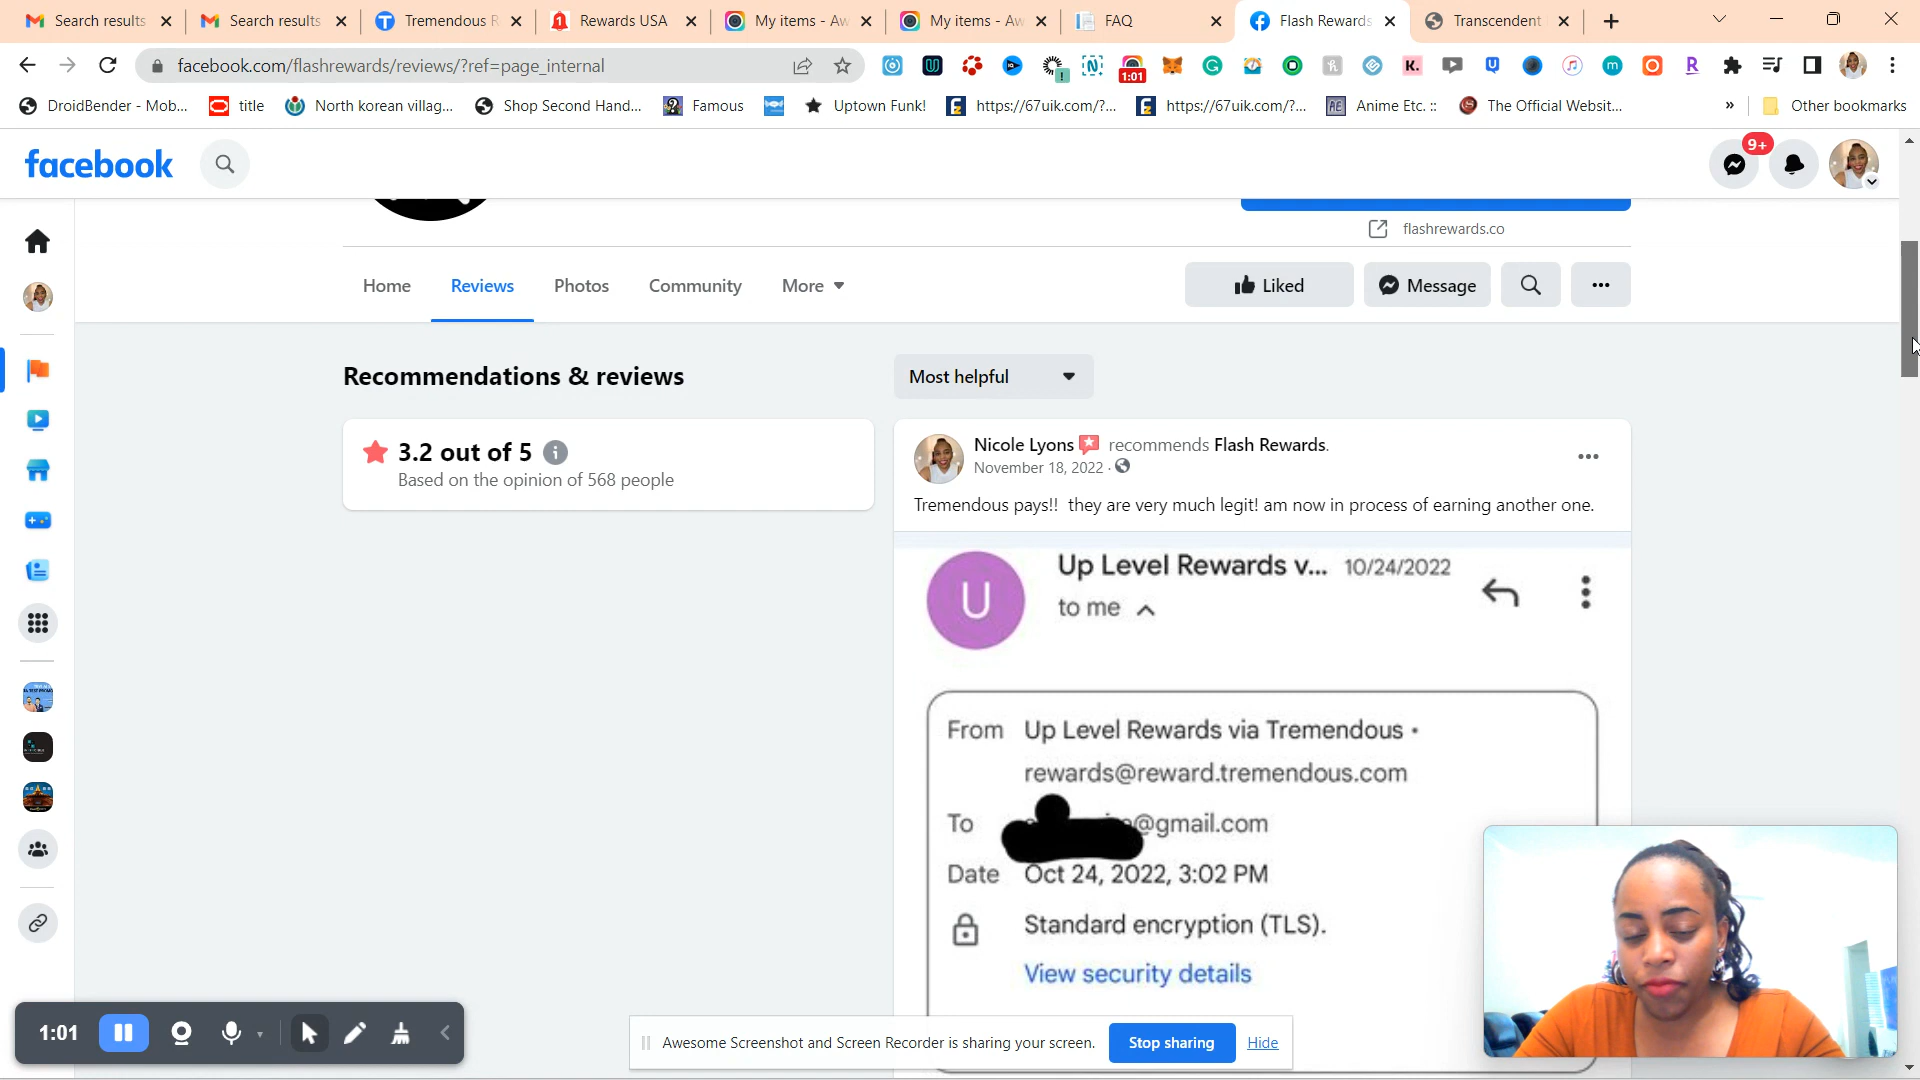 Search results
Search results
Tremendous R
Rewards USA
My items - Aw
My items - Aw
FAQ
Flash Rewards
Transcendent
facebook.com/flashrewards/reviews/?ref=page_internal
1:01
DroidBender - Mob...
title
North korean villag...
Shop Second Hand...
Famous
Uptown Funk!
https://67uik.com/?...
https://67uik.com/?...
Anime Etc. ::
The Official Websit...
»
Other bookmarks
facebook
9+
flashrewards.co
Home
Reviews
Photos
Community
More
Liked
Message
Recommendations & reviews
Most helpful
3.2 out of 5
Based on the opinion of 568 people
Nicole Lyons recommends Flash Rewards.
November 18, 2022 ·
Tremendous pays!! they are very much legit! am now in process of earning another one.
U
Up Level Rewards v... 10/24/2022
to me
From Up Level Rewards via Tremendous •
rewards@reward.tremendous.com
To @gmail.com
Date Oct 24, 2022, 3:02 PM
Standard encryption (TLS).
View security details
1:01
Awesome Screenshot and Screen Recorder is sharing your screen.
Stop sharing
Hide